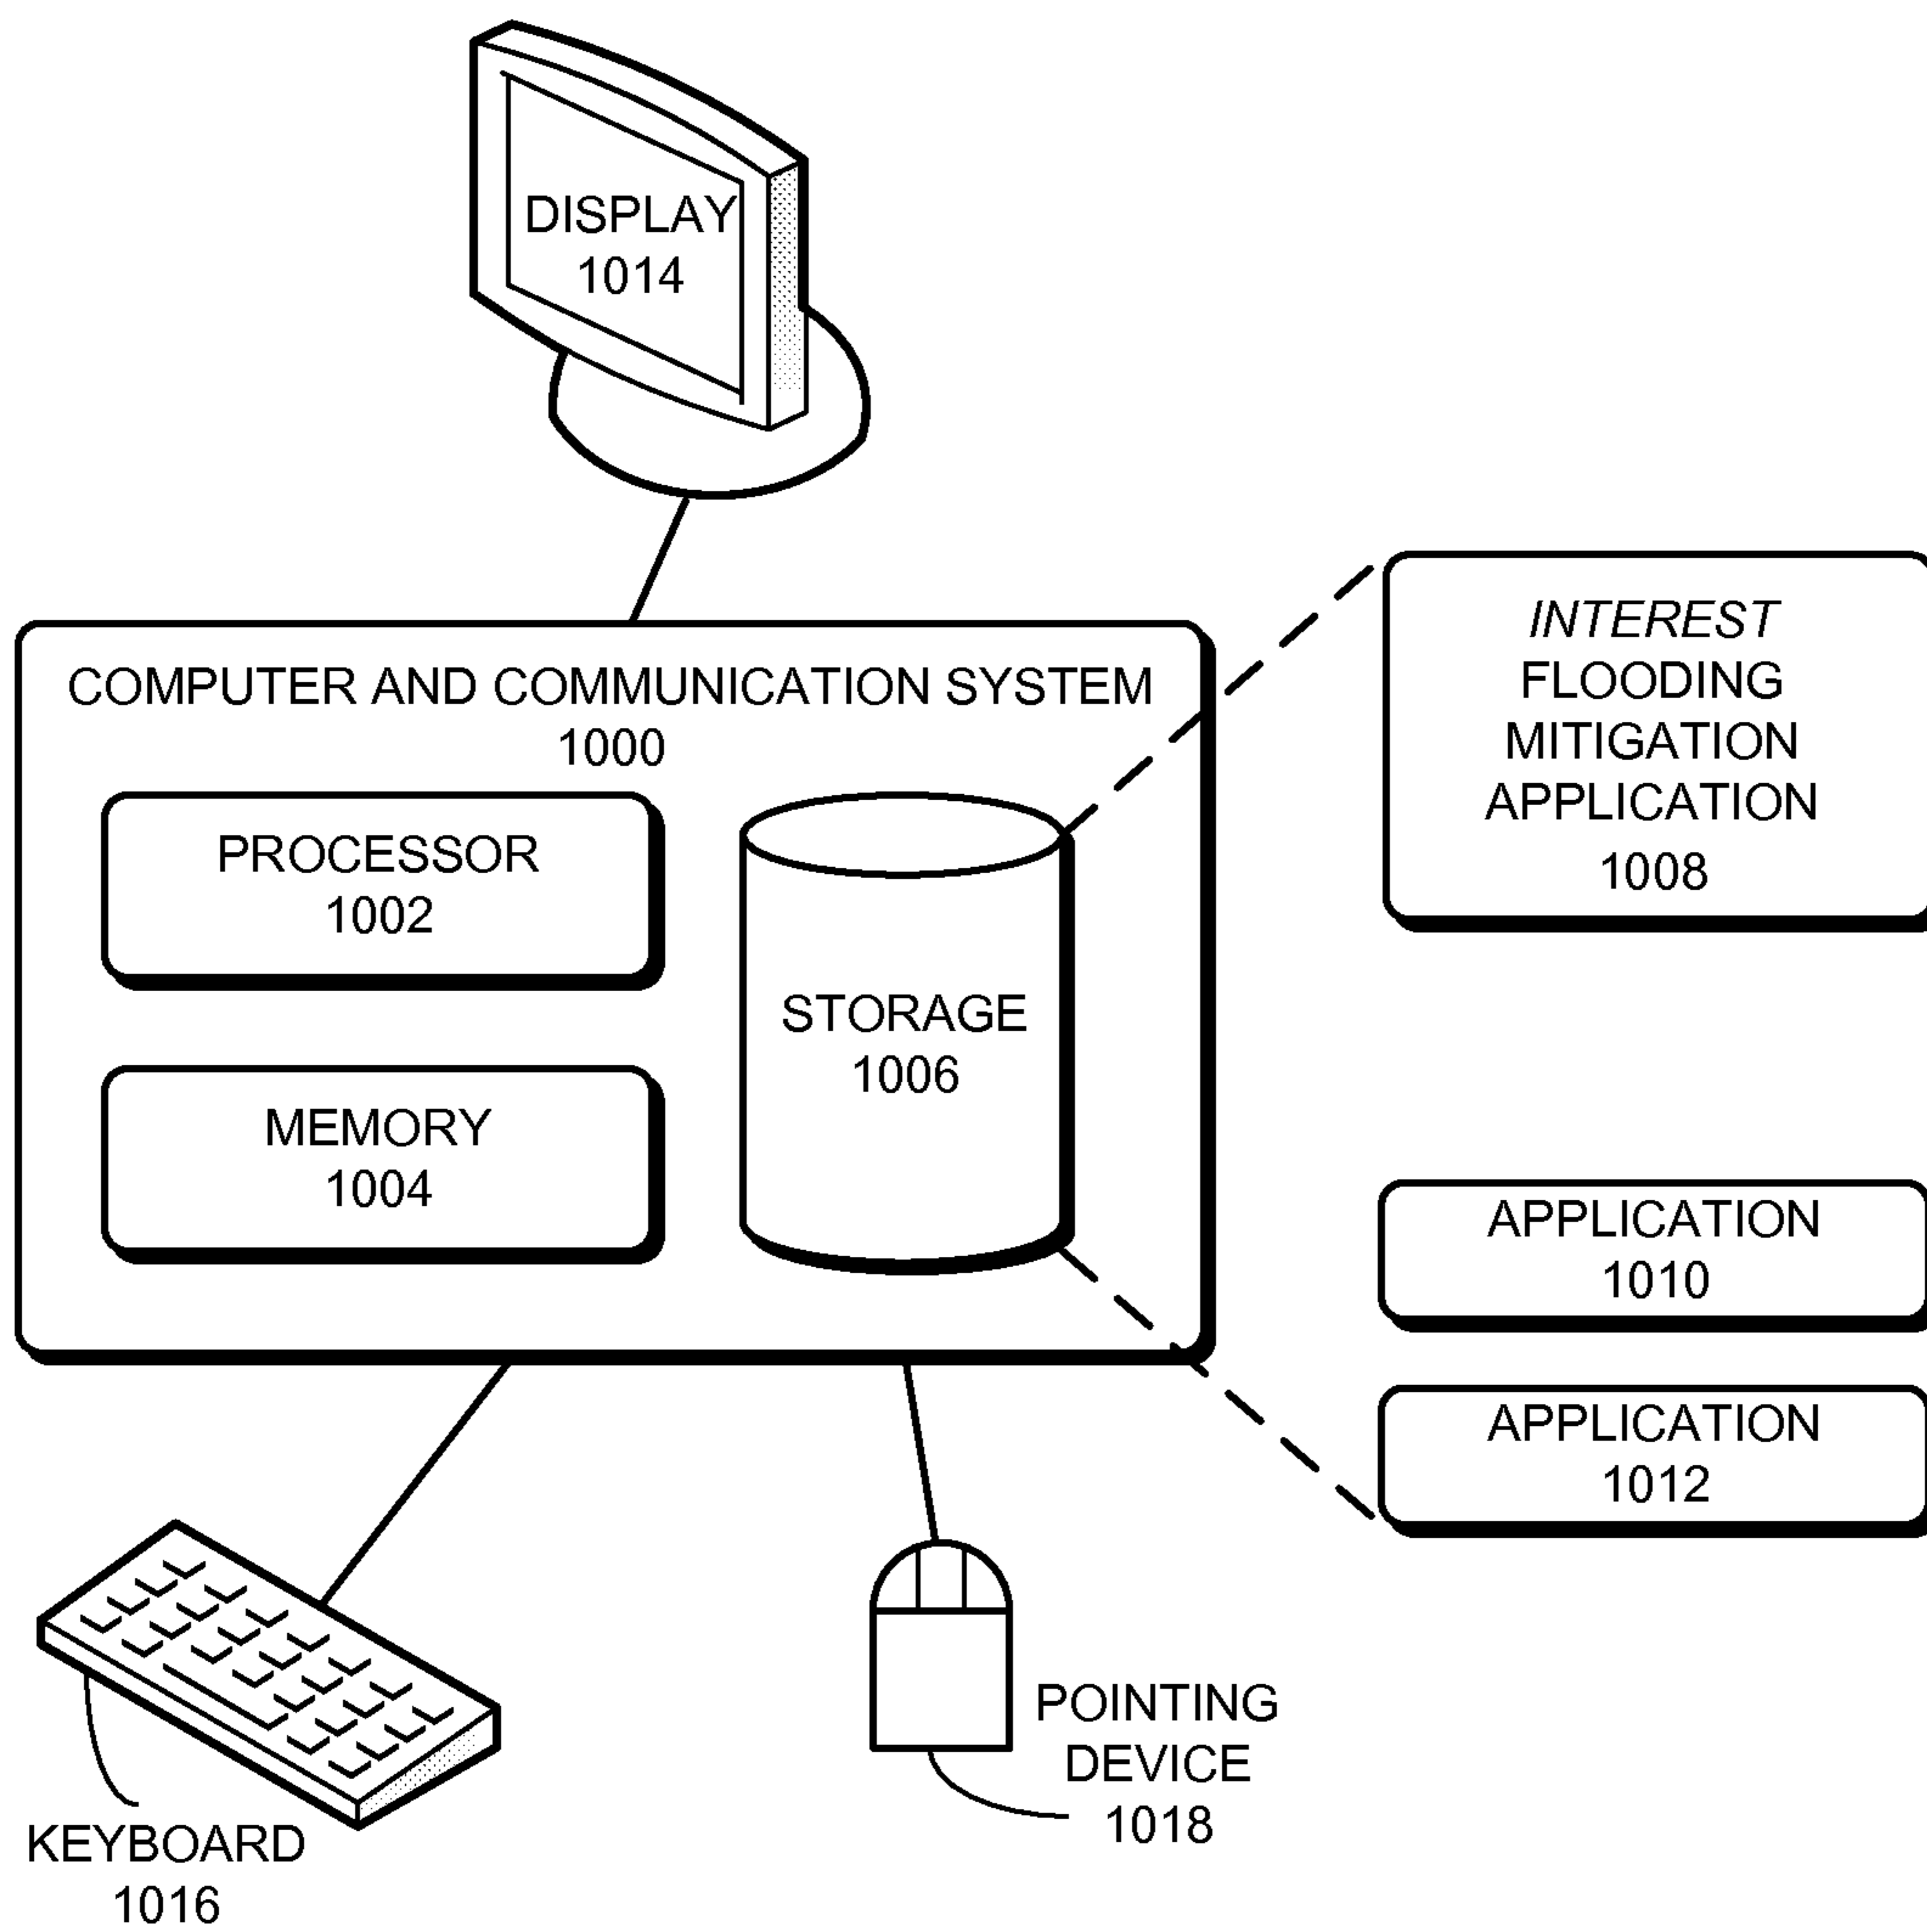 DISPLAY
1014
COMPUTER AND COMMUNICATION SYSTEM
1000
PROCESSOR
1002
MEMORY
1004
STORAGE
1006
INTEREST
FLOODING
MITIGATION
APPLICATION
1008
APPLICATION
1010
APPLICATION
1012
KEYBOARD
1016
POINTING
DEVICE
1018